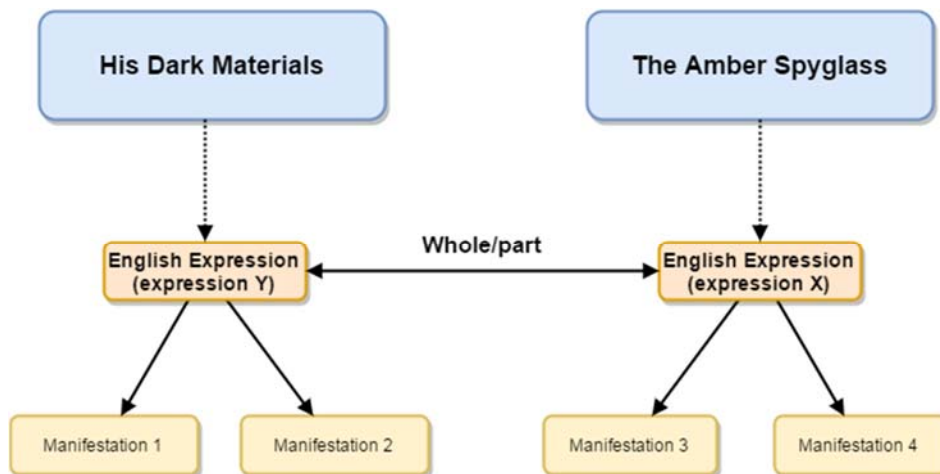 His Dark Materials
The Amber Spyglass
Whole/part
English Expression
(expression Y)
English Expression
(expression X)
Manifestation 1
Manifestation 2
Manifestation 3
Manifestation 4